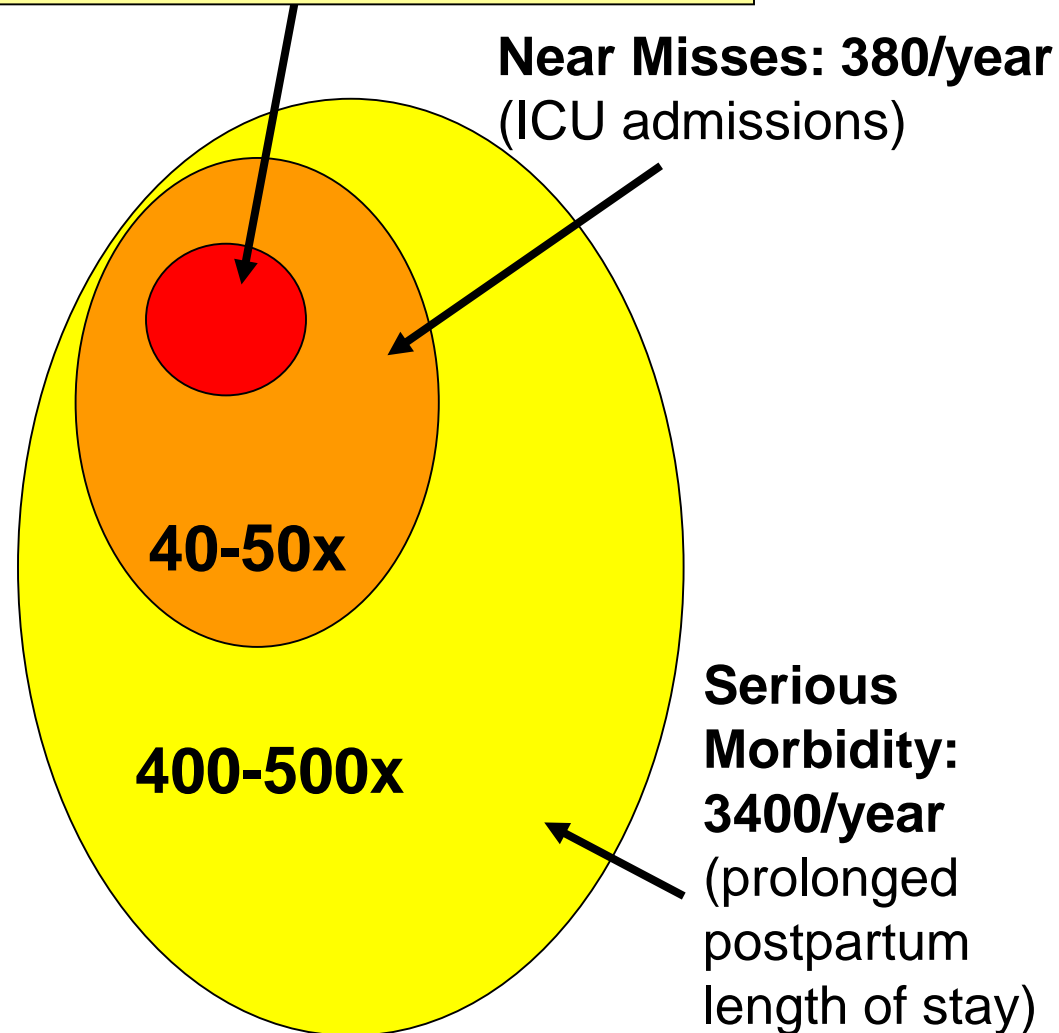 Near Misses: 380/year
(ICU admissions)
40-50x
400-500x
Serious
Morbidity:
3400/year
(prolonged
postpartum
length of stay)